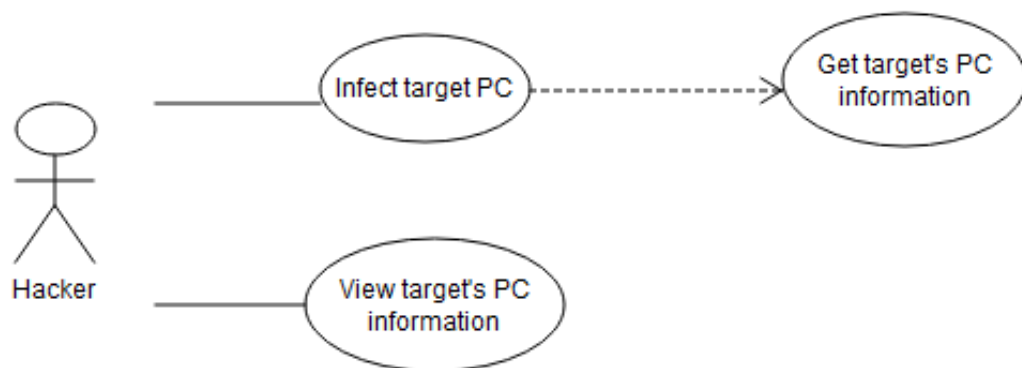 Infect target PC
Get target's PC
information
Hacker
View target's PC
information